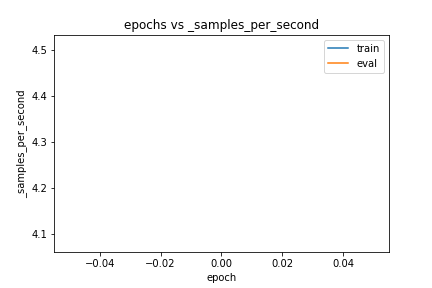 epochs vs _samples_per_second
train
eval
4.5
4.4
4.3
4.2
4.1
_samples_per_second
−0.04
−0.02
0.00
0.02
0.04
epoch